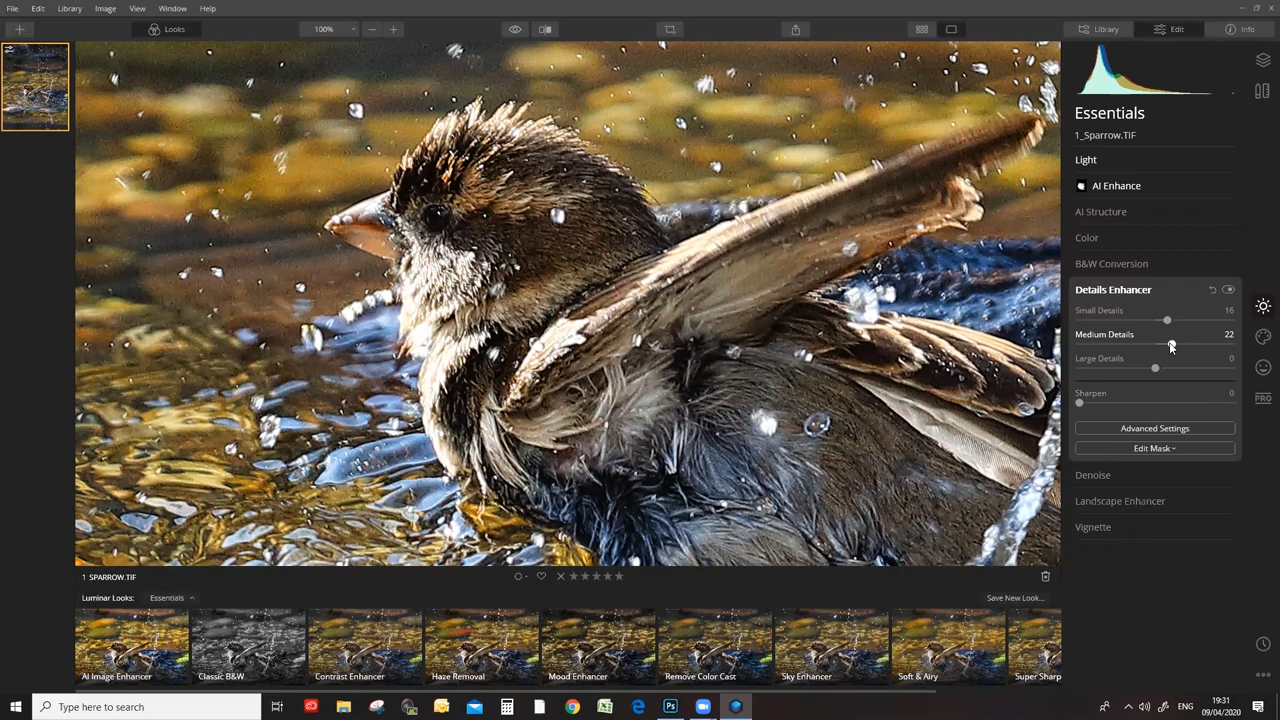 File Edit Library Image View Window Help
Looks 100% Library Edit Info
Essentials
1_Sparrow.TIF
Light
AI Enhance
AI Structure
Color
B&W Conversion
Details Enhancer
Small Details 16
Medium Details 22
Large Details 0
Sharpen 0
Advanced Settings
Edit Mask
Denoise
Landscape Enhancer
Vignette
PRO
1_SPARROW.TIF
Luminar Looks: Essentials Save New Look...
AI Image Enhancer Classic B&W Contrast Enhancer Haze Removal Mood Enhancer Remove Color Cast Sky Enhancer Soft & Airy Super Sharp
Type here to search Ps ENG 19:31
09/04/2020